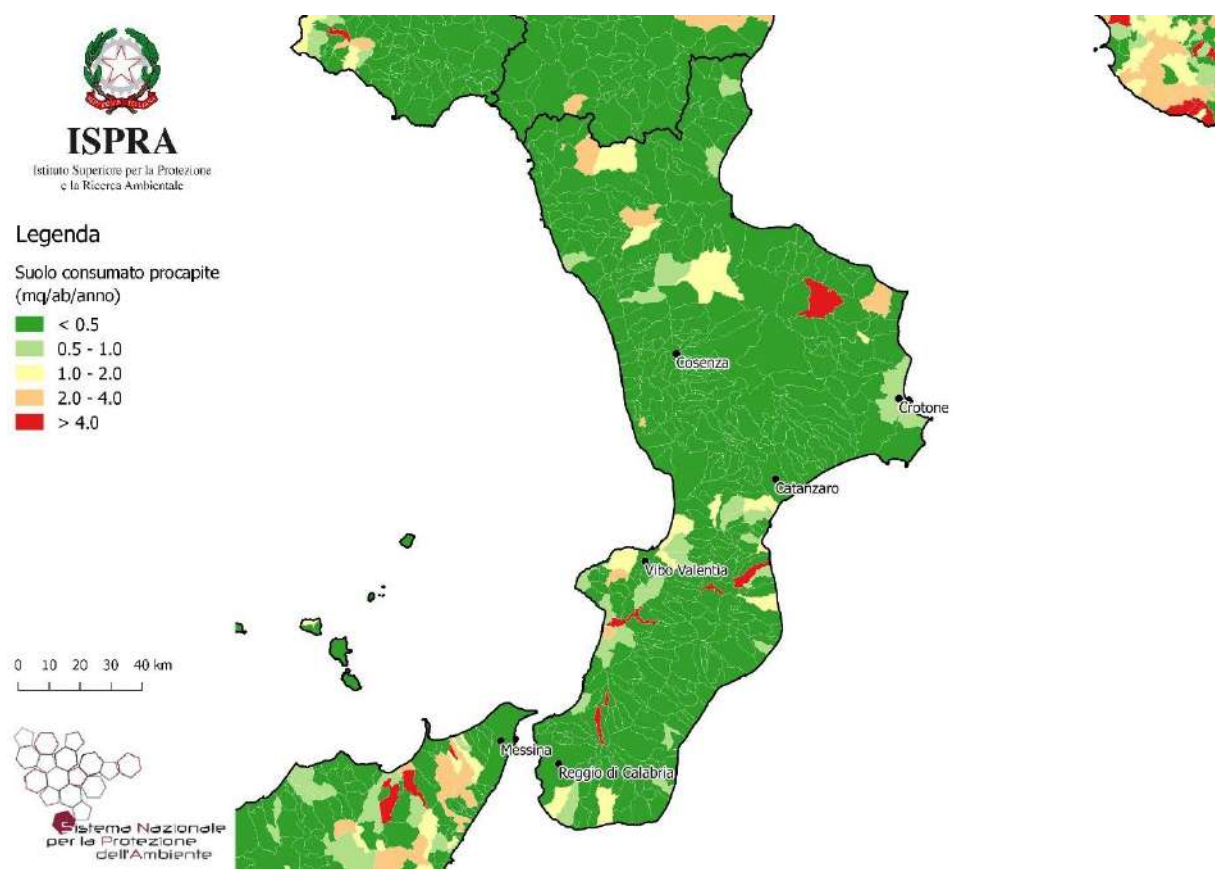 ISPRA
Istituto Superiore per la Protezione
e la Ricerca Ambientale
Legenda
Suolo consumato procapite
(mq/ab/anno)
< 0.5
0.5 - 1.0
1.0 - 2.0
2.0 - 4.0
> 4.0
Cosenza
Crotone
Catanzaro
Vibo Valentia
Messina
Reggio di Calabria
0 10 20 30 40 km
Sistema Nazionale
per la Protezione
dell'Ambiente